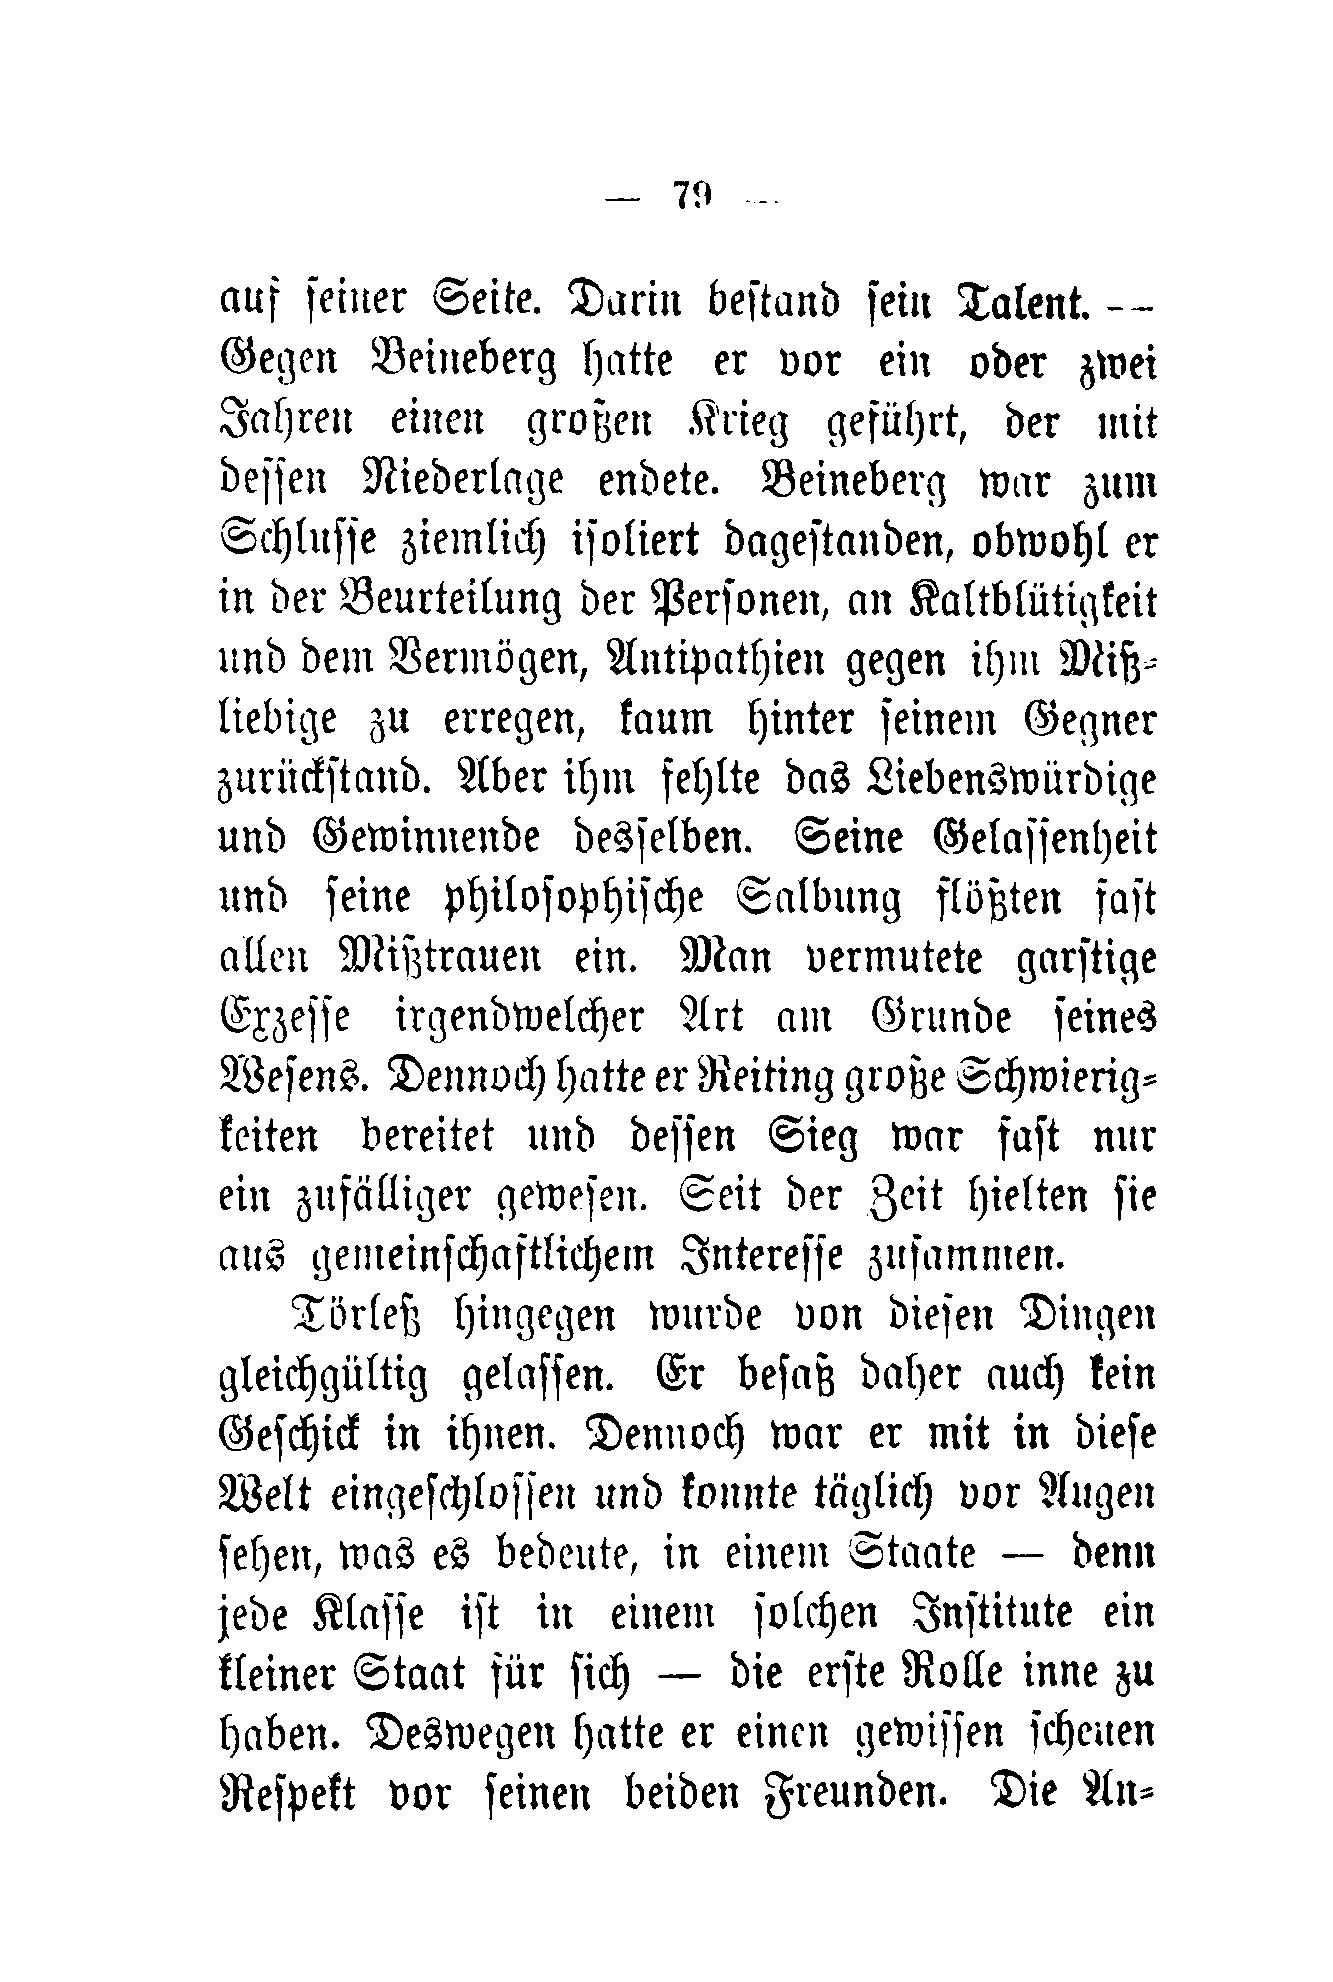 — 79 —
auf seiner Seite. Darin bestand sein Talent. —
Gegen Beineberg hatte er vor ein oder zwei
Jahren einen großen Krieg geführt, der mit
dessen Niederlage endete. Beineberg war zum
Schlusse ziemlich isoliert dagestanden, obwohl er
in der Beurteilung der Personen, an Kaltblütigkeit
und dem Vermögen, Antipathien gegen ihm Miß-
liebige zu erregen, kaum hinter seinem Gegner
zurückstand. Aber ihm fehlte das Liebenswürdige
und Gewinnende desselben. Seine Gelassenheit
und seine philosophische Salbung flößten fast
allen Mißtrauen ein. Man vermutete garstige
Exzesse irgendwelcher Art am Grunde seines
Wesens. Dennoch hatte er Reiting große Schwierig-
keiten bereitet und dessen Sieg war fast nur
ein zufälliger gewesen. Seit der Zeit hielten sie
aus gemeinschaftlichem Interesse zusammen.
Törleß hingegen wurde von diesen Dingen
gleichgültig gelassen. Er besaß daher auch kein
Geschick in ihnen. Dennoch war er mit in diese
Welt eingeschlossen und konnte täglich vor Augen
sehen, was es bedeute, in einem Staate — denn
jede Klasse ist in einem solchen Institute ein
kleiner Staat für sich — die erste Rolle inne zu
haben. Deswegen hatte er einen gewissen scheuen
Respekt vor seinen beiden Freunden. Die An-